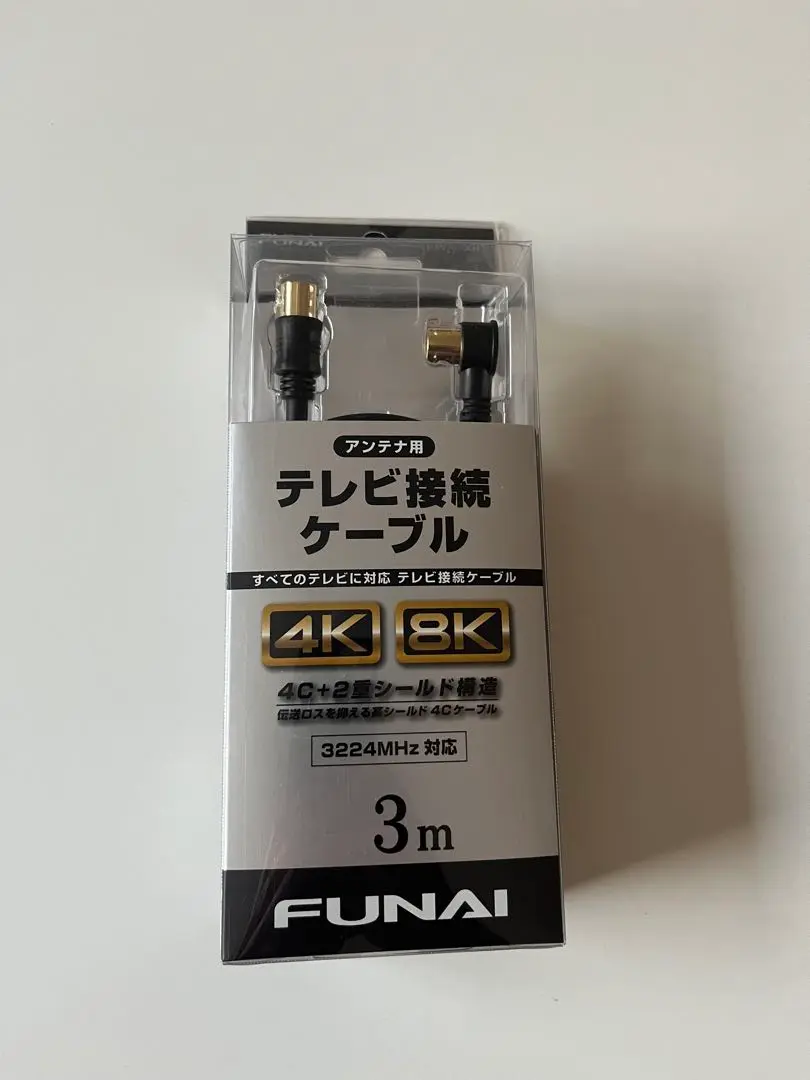 FUNAI
アンテナ用
テレビ接続
ケーブル
すべてのテレビに対応 テレビ接続ケーブル
4K 8K
4C+2重シールド構造
伝送ロスを抑える高シールド4Cケーブル
3224MHz 対応
3m
FUNAI